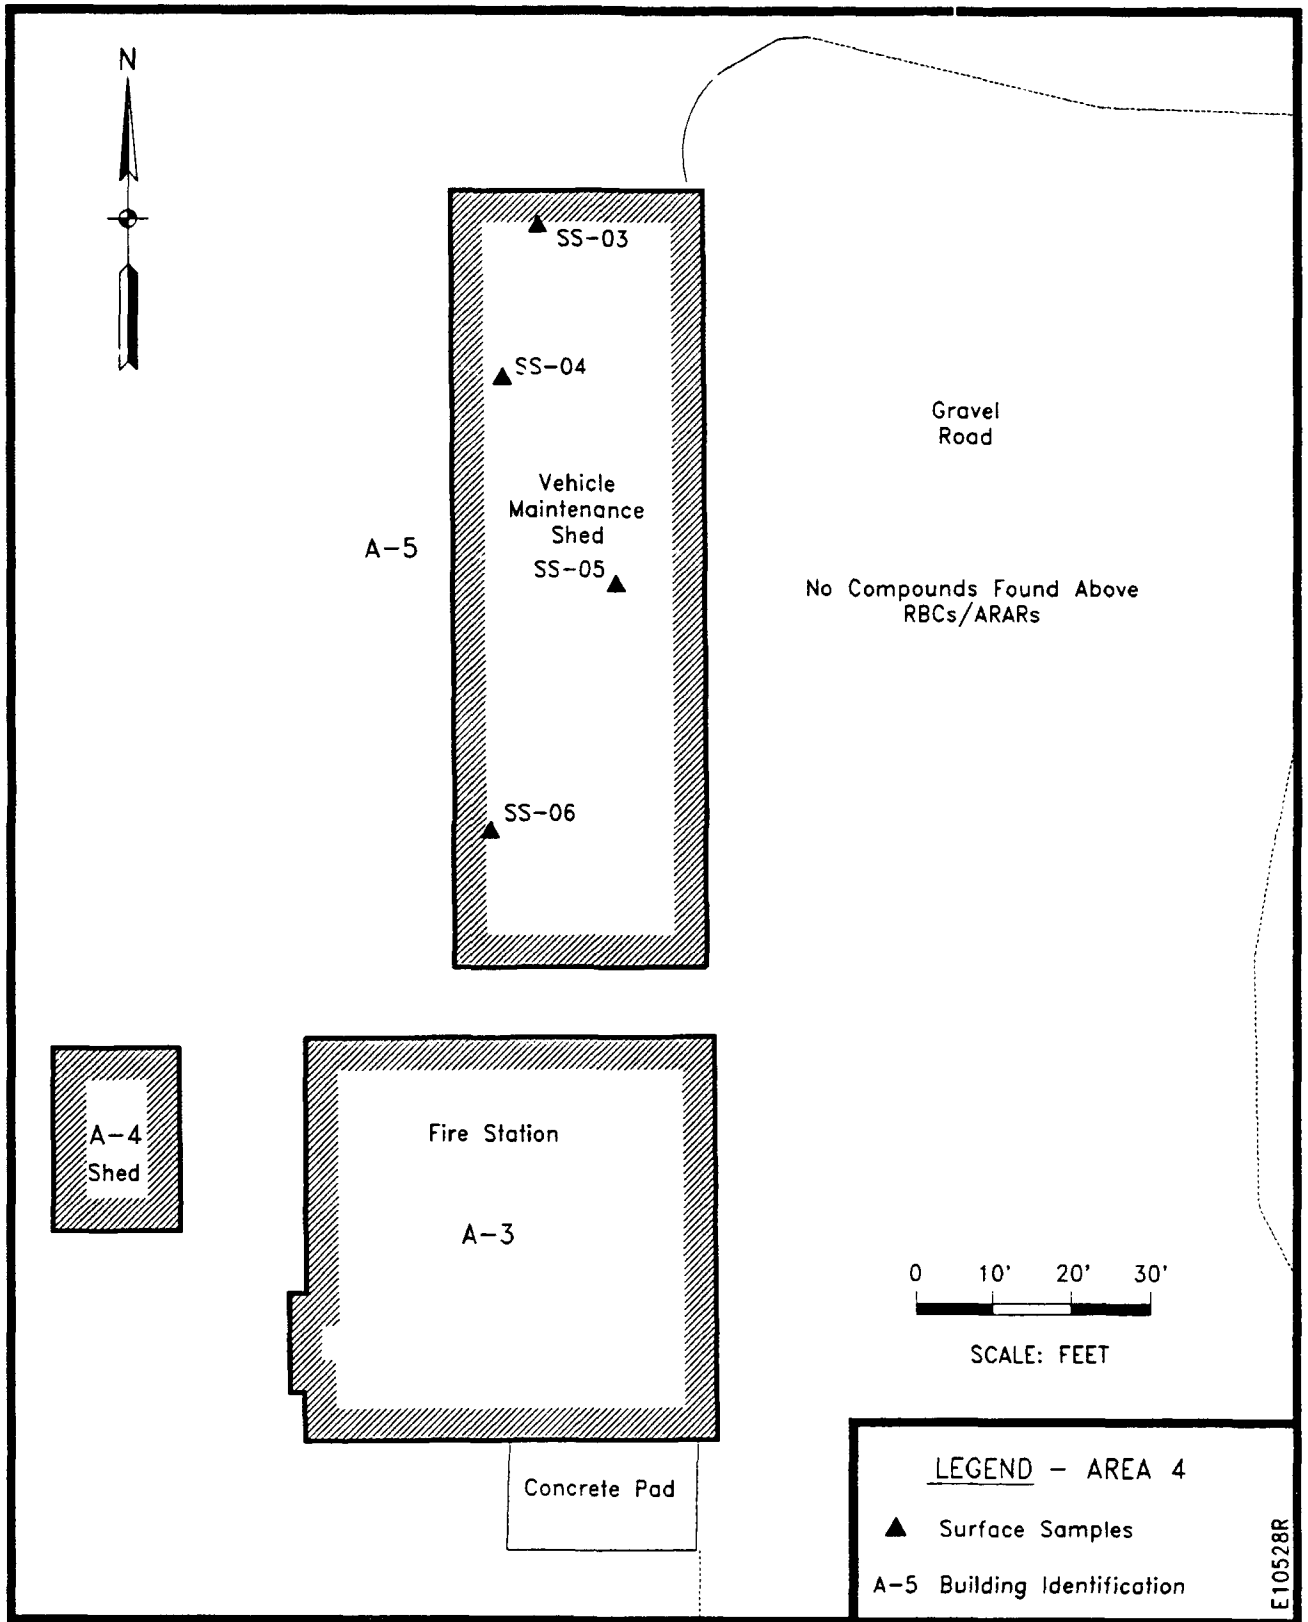 N
SS-03
SS-04
Gravel
Road
Vehicle
Maintenance
Shed
A-5
SS-05
No Compounds Found Above
RBCs/ARARs
SS-06
A-4
Shed
Fire Station
A-3
0 10' 20' 30'
SCALE: FEET
Concrete Pad
LEGEND - AREA 4
Surface Samples
A-5 Building Identification
E10528R